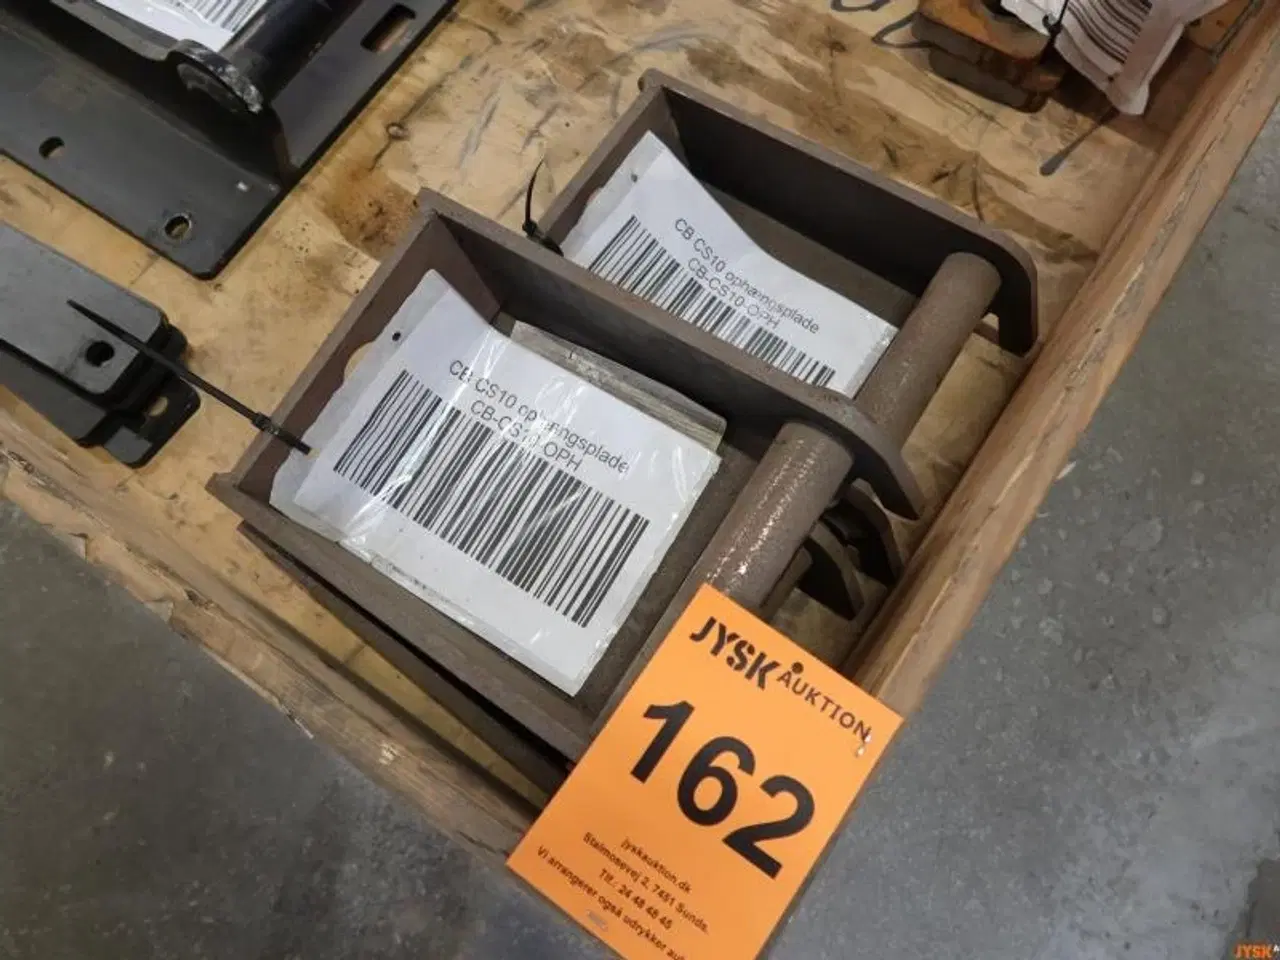 CB CS10 ophængsplade
CB-CS10-OPH
CB CS10 ophængsplade
CB-CS10-OPH
JYSK AUKTION
162
jyskauktion.dk
Stalmosevej 2, 7451 Sunds.
Tlf.: 24 48 48 45
Vi arrangerer også udrykker
JYSK